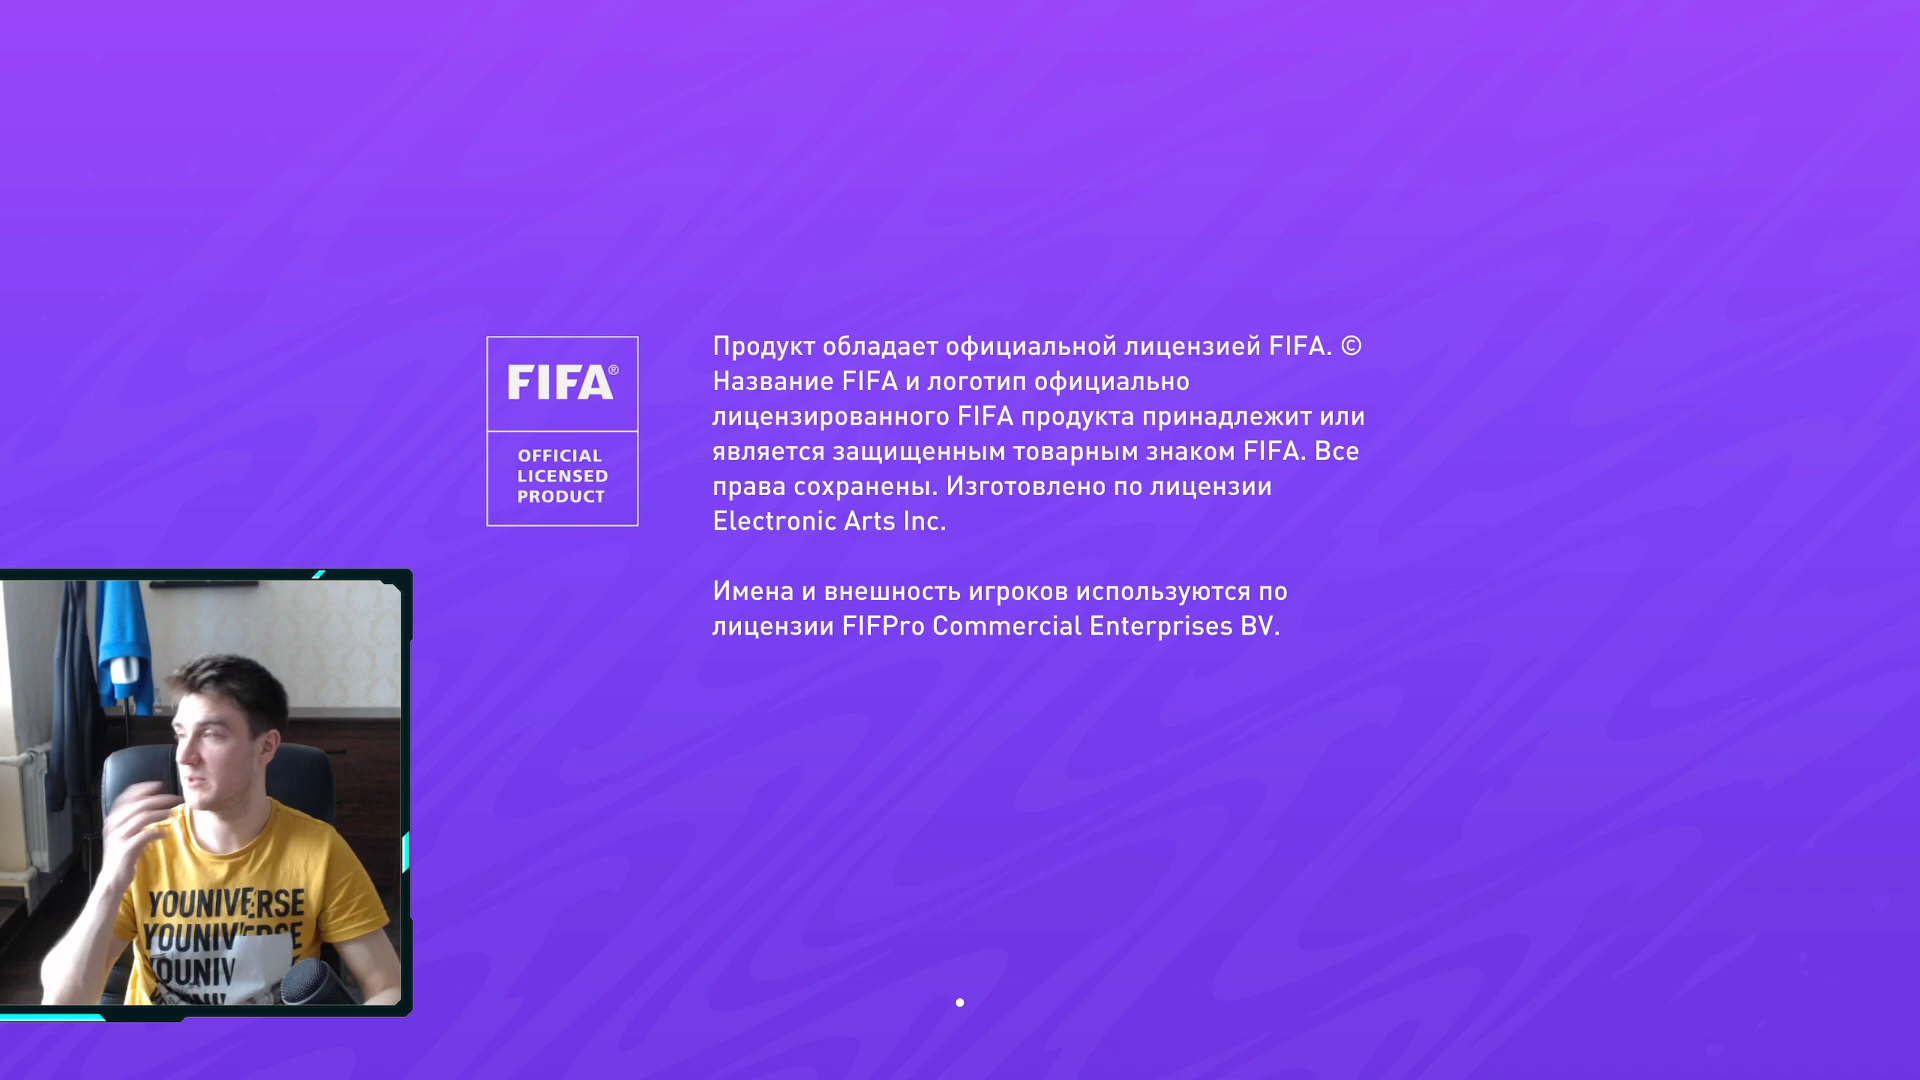 FIFA®
OFFICIAL
LICENSED
PRODUCT
Продукт обладает официальной лицензией FIFA. ©
Название FIFA и логотип официально
лицензированного FIFA продукта принадлежит или
является защищенным товарным знаком FIFA. Все
права сохранены. Изготовлено по лицензии
Electronic Arts Inc.
Имена и внешность игроков используются по
лицензии FIFPro Commercial Enterprises BV.
YOUNIVERSE